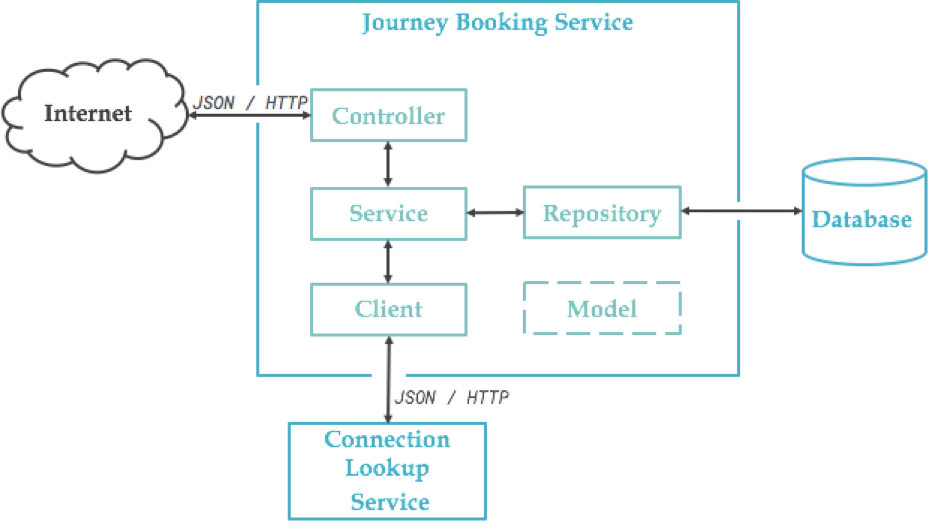 Journey Booking Service
Internet
JSON / HTTP
Controller
Service
Repository
Database
Client
Model
JSON / HTTP
Connection
Lookup
Service